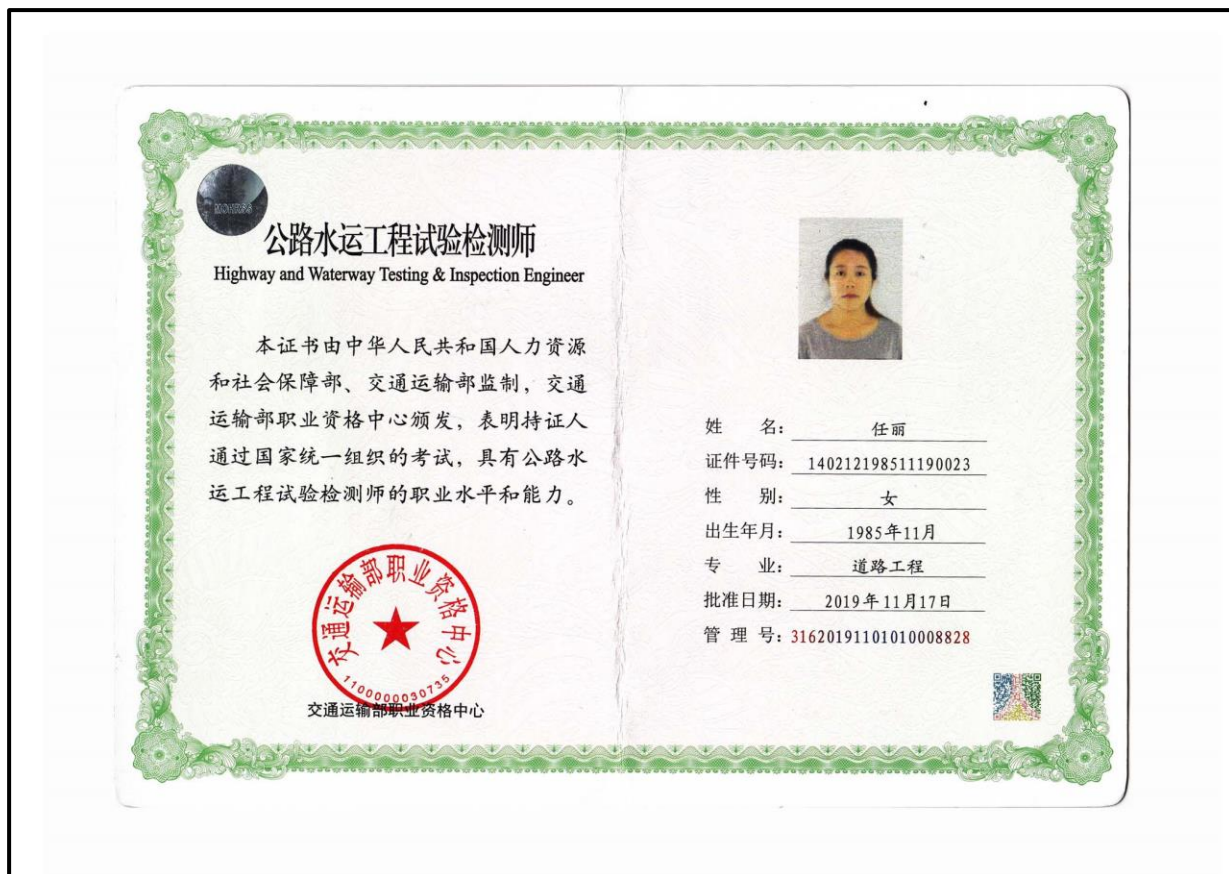 MOHRSS
公路水运工程试验检测师
Highway and Waterway Testing & Inspection Engineer
本证书由中华人民共和国人力资源
和社会保障部、交通运输部监制，交通
运输部职业资格中心颁发，表明持证人
通过国家统一组织的考试，具有公路水
运工程试验检测师的职业水平和能力。
交通运输部职业资格中心
1100000030735
交通运输部职业资格中心
姓 名：任丽
证件号码：140212198511190023
性 别：女
出生年月：1985年11月
专 业：道路工程
批准日期：2019年11月17日
管 理 号：31620191101010008828